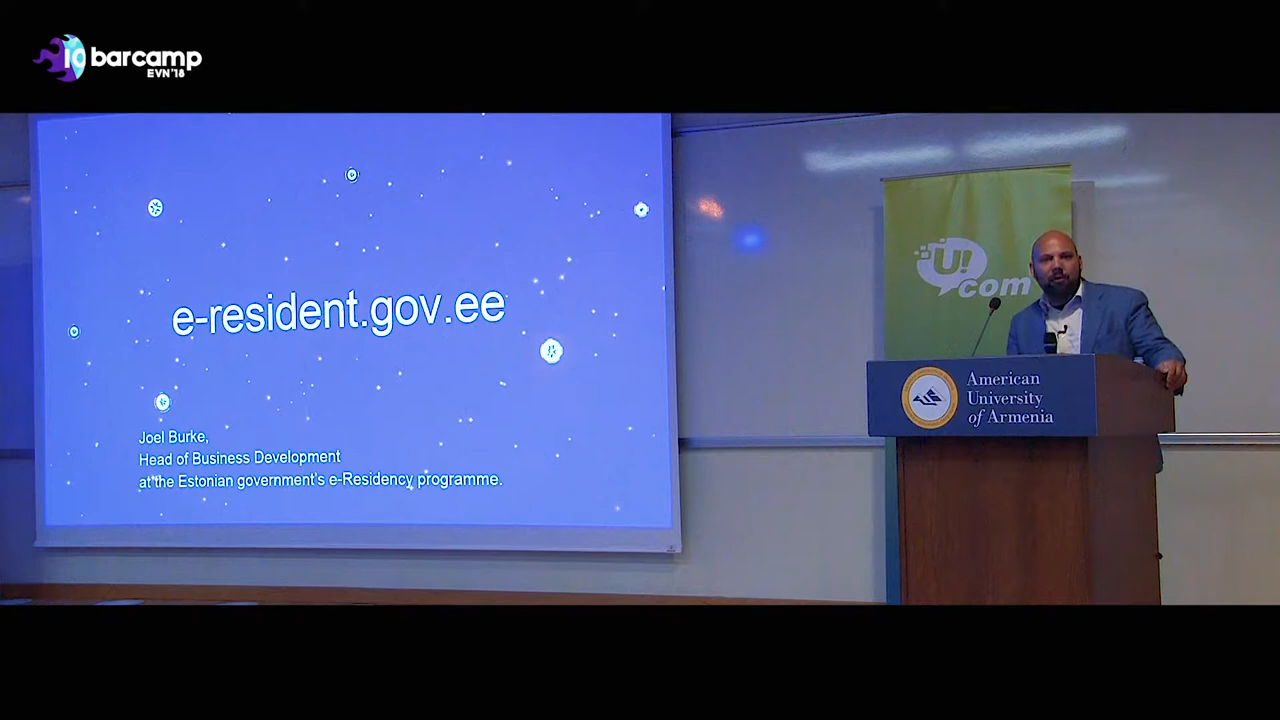 10 barcamp
EVN'18
e-resident.gov.ee
Joel Burke,
Head of Business Development
at the Estonian government's e-Residency programme.
U!
com
American
University
of Armenia